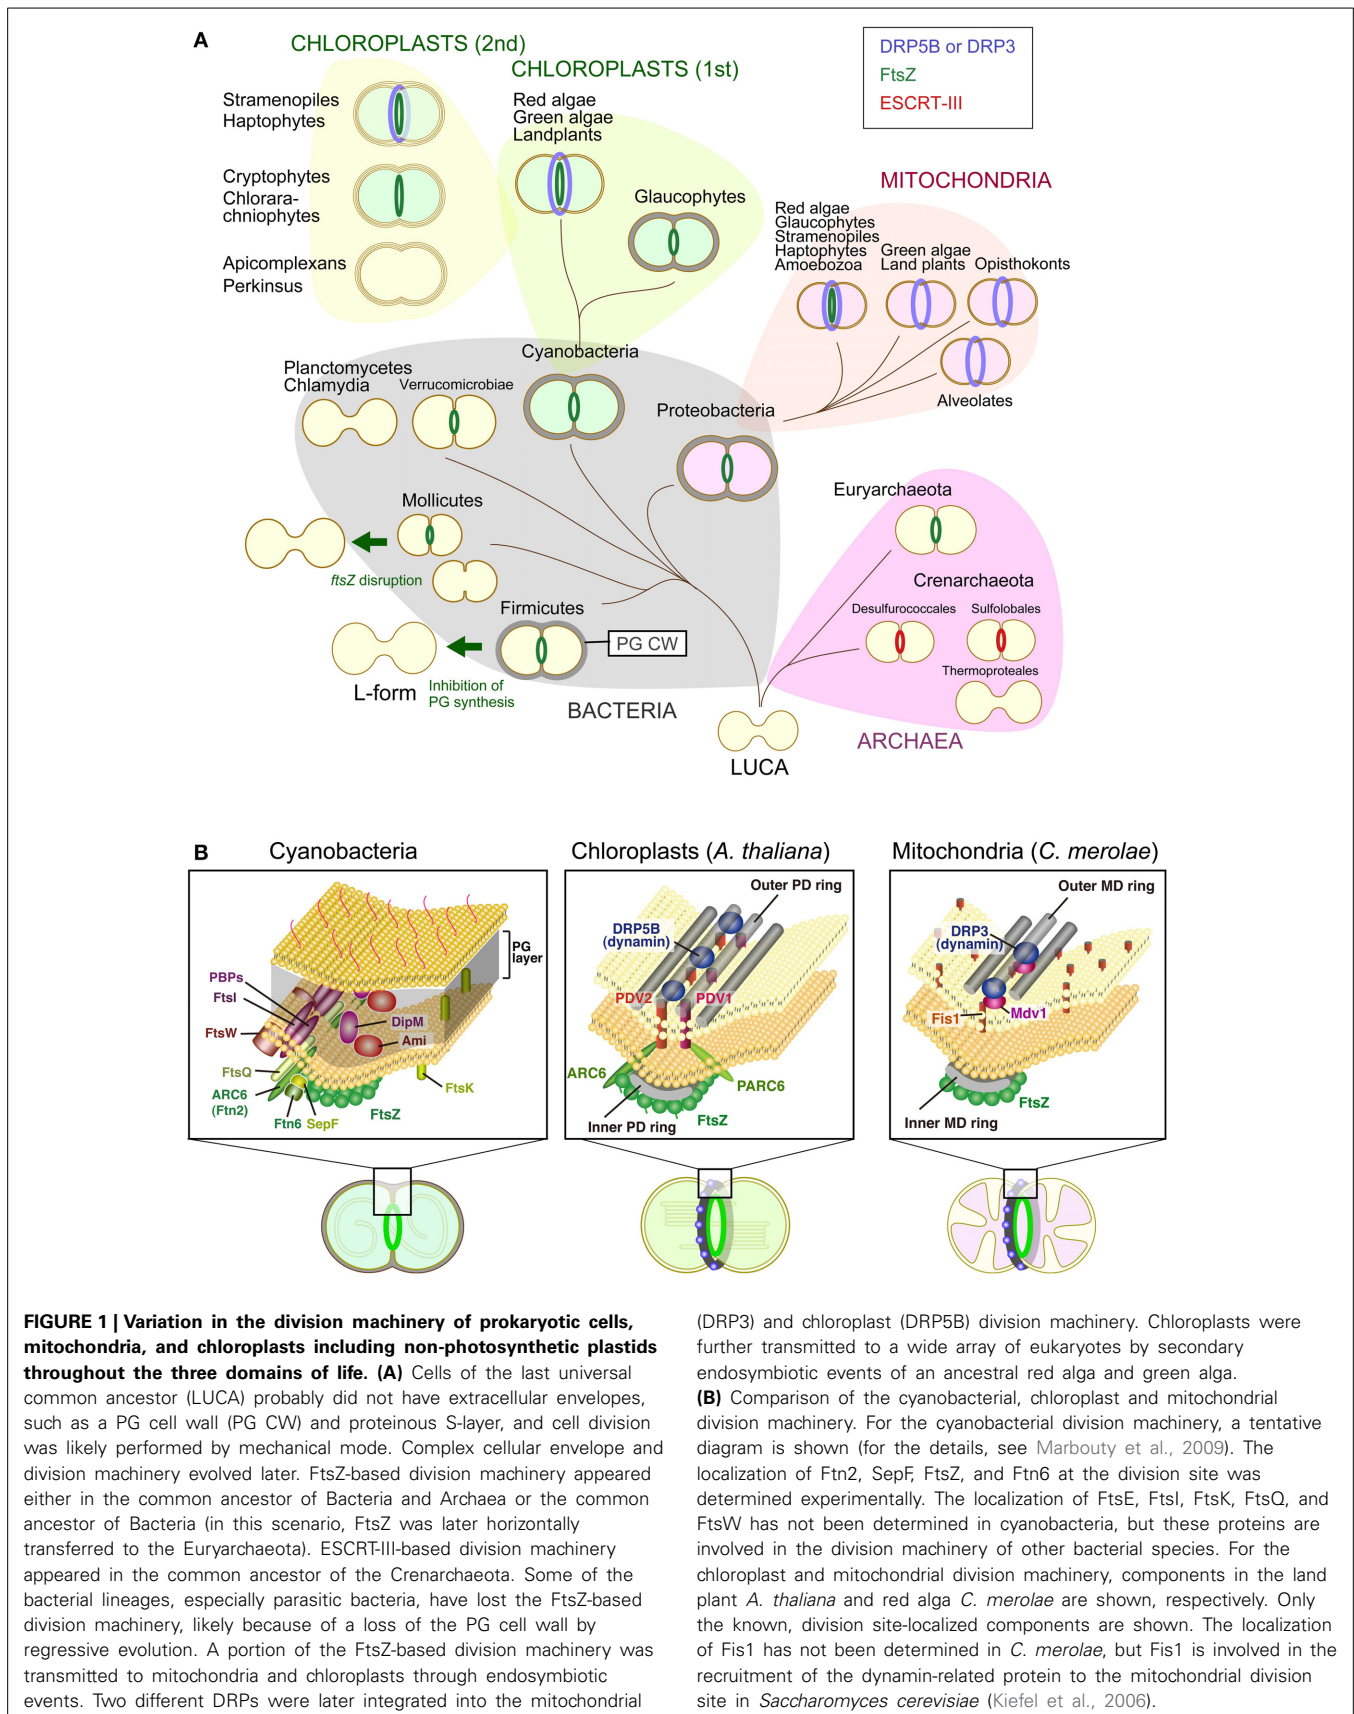 A
CHLOROPLASTS (2nd)
Stramenopiles
Haptophytes
Cryptophytes
Chlorara-
chniophytes
Apicomplexans
Perkinsus
CHLOROPLASTS (1st)
Red algae
Green algae
Landplants
Glaucophytes
DRP5B or DRP3
FtsZ
ESCRT-III
MITOCHONDRIA
Red algae
Glaucophytes
Stramenopiles
Haptophytes
Amoebozoa
Green algae
Land plants
Opisthokonts
Alveolates
Cyanobacteria
Planctomycetes
Chlamydia
Verrucomicrobiae
Proteobacteria
Mollicutes
ftsZ disruption
Firmicutes
PG CW
L-form
Inhibition of
PG synthesis
BACTERIA
Euryarchaeota
Crenarchaeota
Desulfurococcales
Sulfolobales
Thermoproteales
ARCHAEA
LUCA
B
Cyanobacteria
PG
layer
PBPs
FtsI
FtsW
DipM
Ami
FtsQ
ARC6
(Ftn2)
Ftn6
SepF
FtsZ
FtsK
Chloroplasts (A. thaliana)
Outer PD ring
DRP5B
(dynamin)
PDV2
PDV1
ARC6
PARC6
FtsZ
Inner PD ring
Mitochondria (C. merolae)
Outer MD ring
DRP3
(dynamin)
Fis1
Mdv1
FtsZ
Inner MD ring
FIGURE 1 | Variation in the division machinery of prokaryotic cells,
mitochondria, and chloroplasts including non-photosynthetic plastids
throughout the three domains of life. (A) Cells of the last universal
common ancestor (LUCA) probably did not have extracellular envelopes,
such as a PG cell wall (PG CW) and proteinous S-layer, and cell division
was likely performed by mechanical mode. Complex cellular envelope and
division machinery evolved later. FtsZ-based division machinery appeared
either in the common ancestor of Bacteria and Archaea or the common
ancestor of Bacteria (in this scenario, FtsZ was later horizontally
transferred to the Euryarchaeota). ESCRT-III-based division machinery
appeared in the common ancestor of the Crenarchaeota. Some of the
bacterial lineages, especially parasitic bacteria, have lost the FtsZ-based
division machinery, likely because of a loss of the PG cell wall by
regressive evolution. A portion of the FtsZ-based division machinery was
transmitted to mitochondria and chloroplasts through endosymbiotic
events. Two different DRPs were later integrated into the mitochondrial
(DRP3) and chloroplast (DRP5B) division machinery. Chloroplasts were
further transmitted to a wide array of eukaryotes by secondary
endosymbiotic events of an ancestral red alga and green alga.
(B) Comparison of the cyanobacterial, chloroplast and mitochondrial
division machinery. For the cyanobacterial division machinery, a tentative
diagram is shown (for the details, see Marbouty et al., 2009). The
localization of Ftn2, SepF, FtsZ, and Ftn6 at the division site was
determined experimentally. The localization of FtsE, FtsI, FtsK, FtsQ, and
FtsW has not been determined in cyanobacteria, but these proteins are
involved in the division machinery of other bacterial species. For the
chloroplast and mitochondrial division machinery, components in the land
plant A. thaliana and red alga C. merolae are shown, respectively. Only
the known, division site-localized components are shown. The localization
of Fis1 has not been determined in C. merolae, but Fis1 is involved in the
recruitment of the dynamin-related protein to the mitochondrial division
site in Saccharomyces cerevisiae (Kiefel et al., 2006).